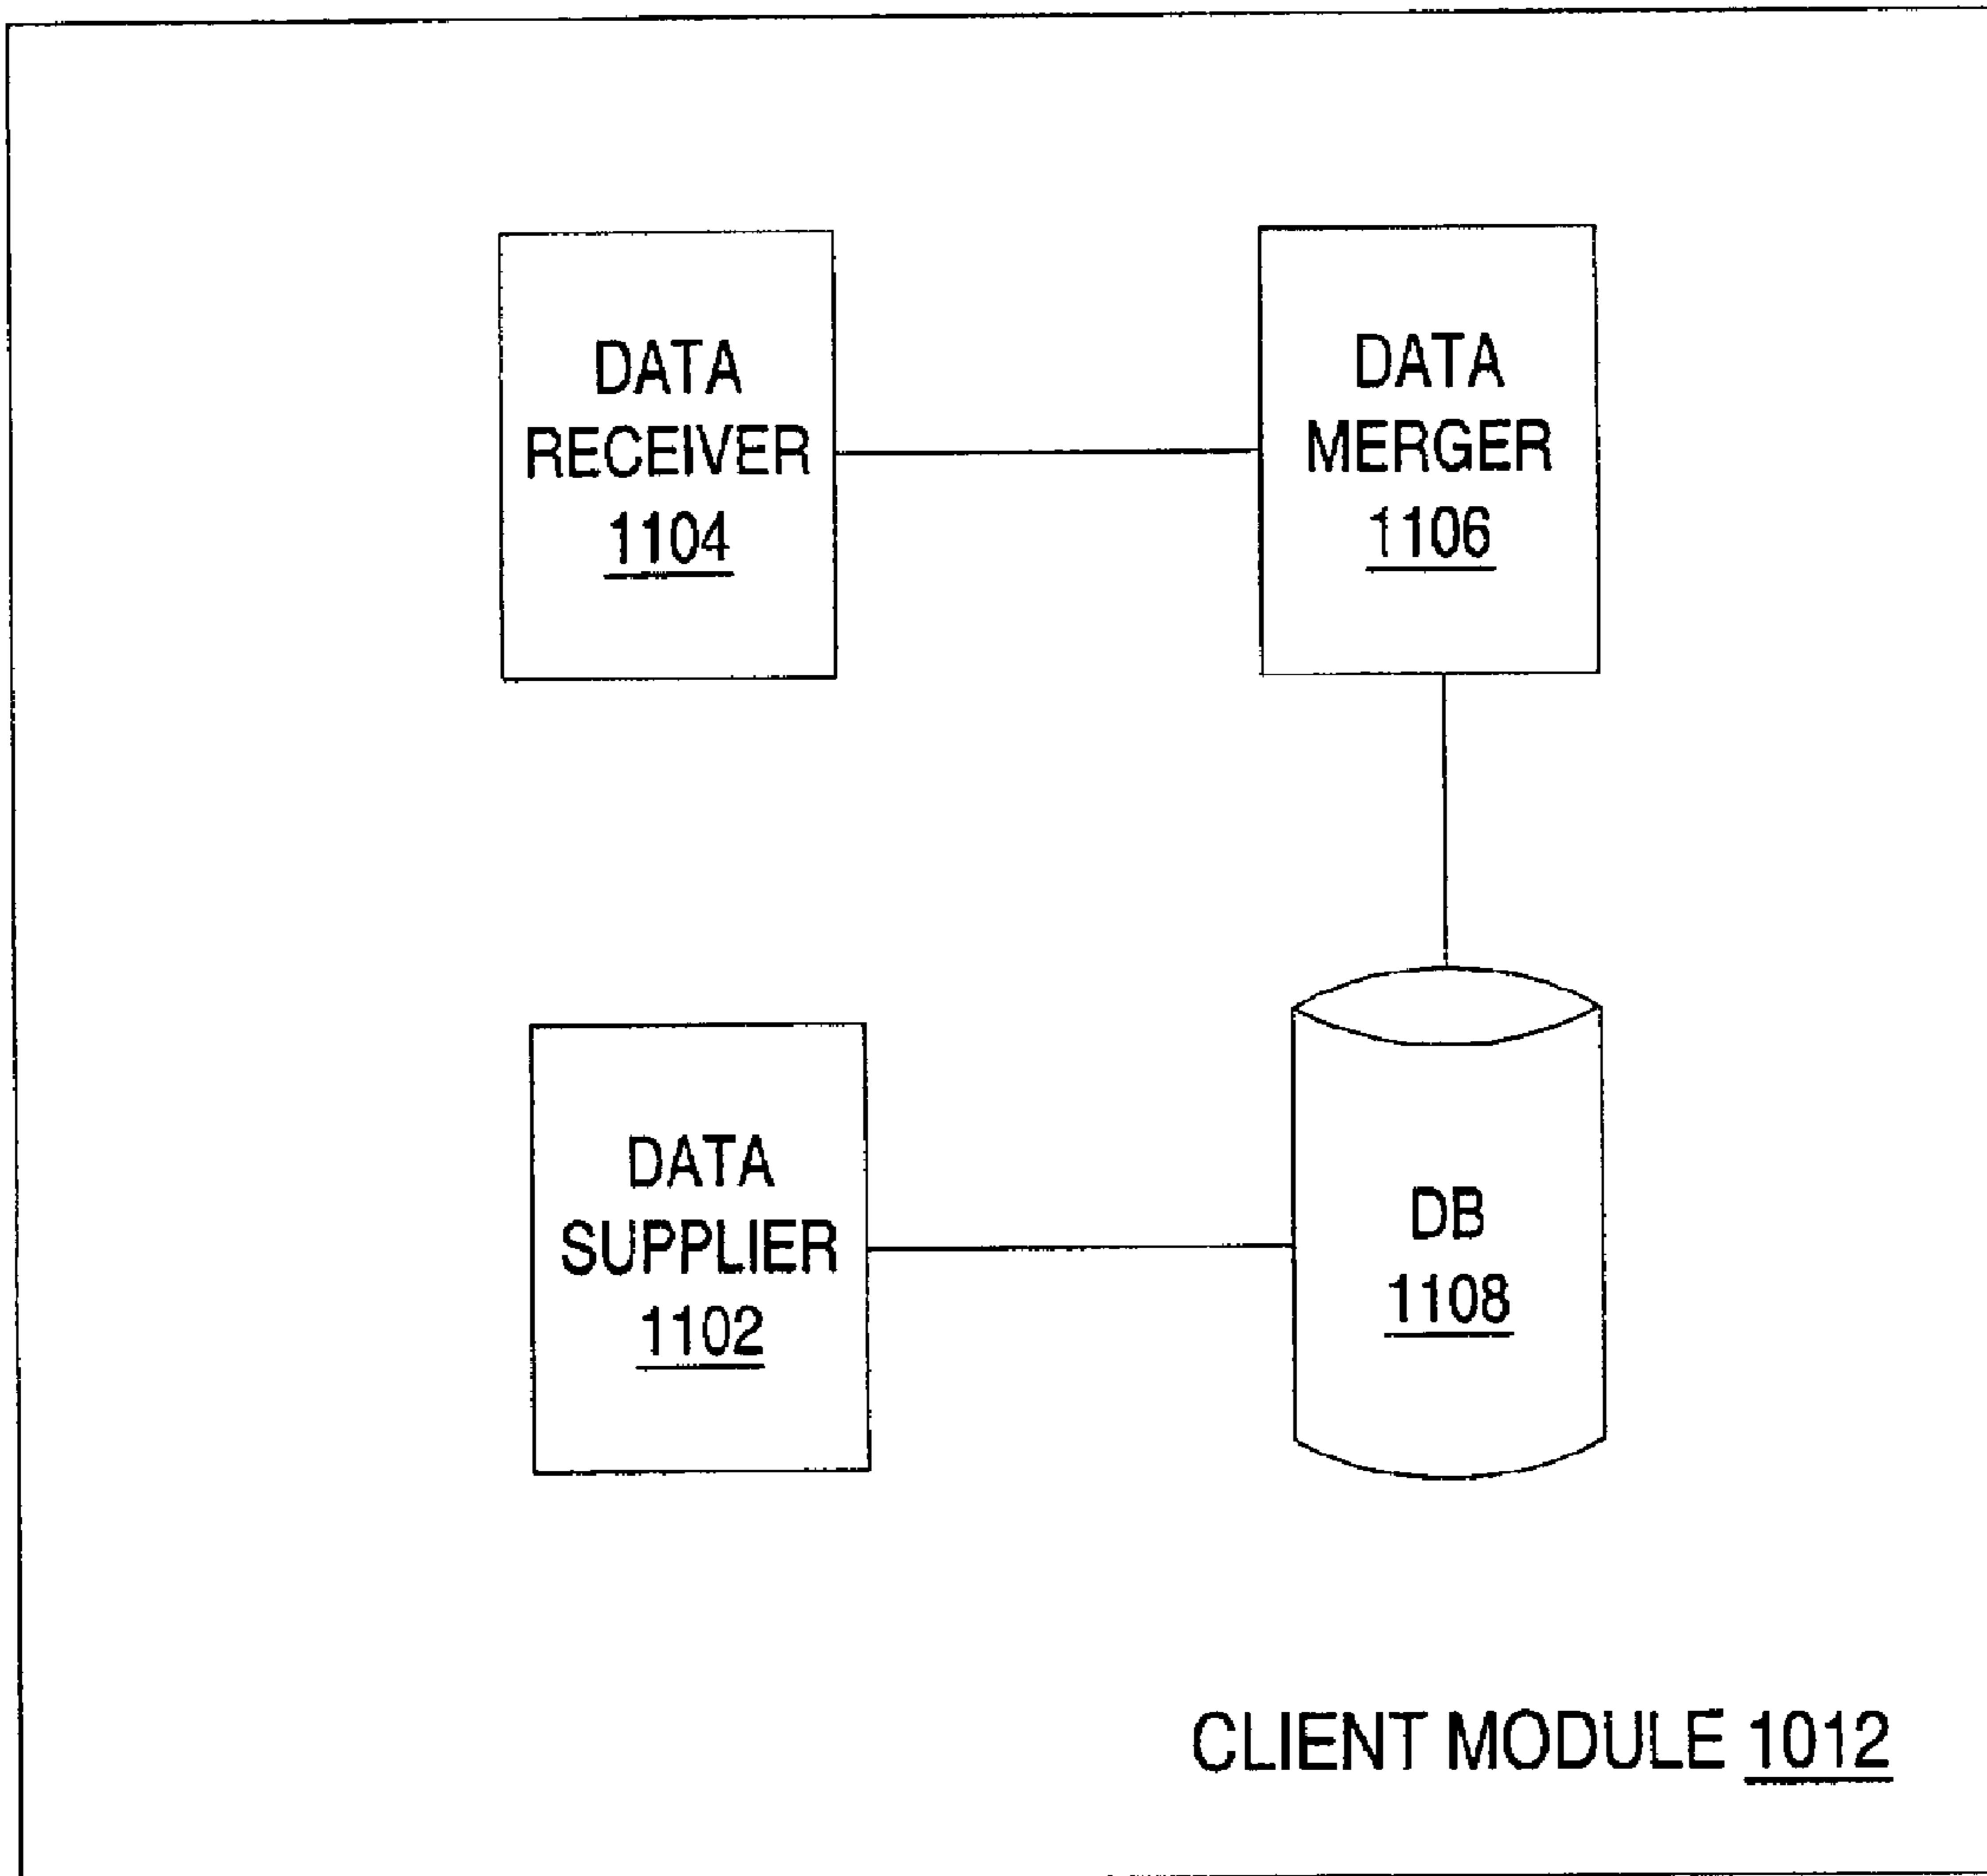 DATA
RECEIVER
1104
DATA
MERGER
1106
DATA
SUPPLIER
1102
DB
1108
CLIENT MODULE 1012